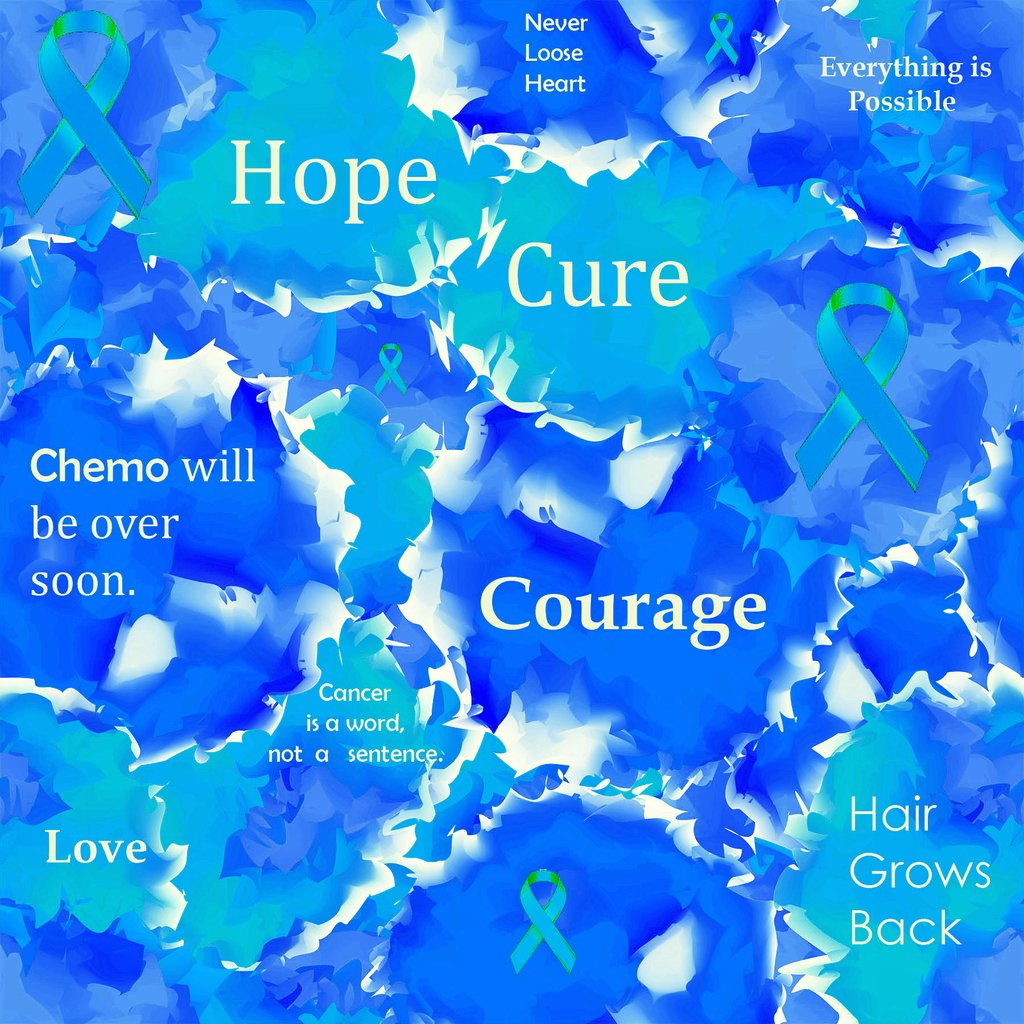 Never
Loose
Heart
Everything is
Possible
Hope
Cure
Chemo will
be over
soon.
Courage
Cancer
is a word,
not a sentence.
Love
Hair
Grows
Back